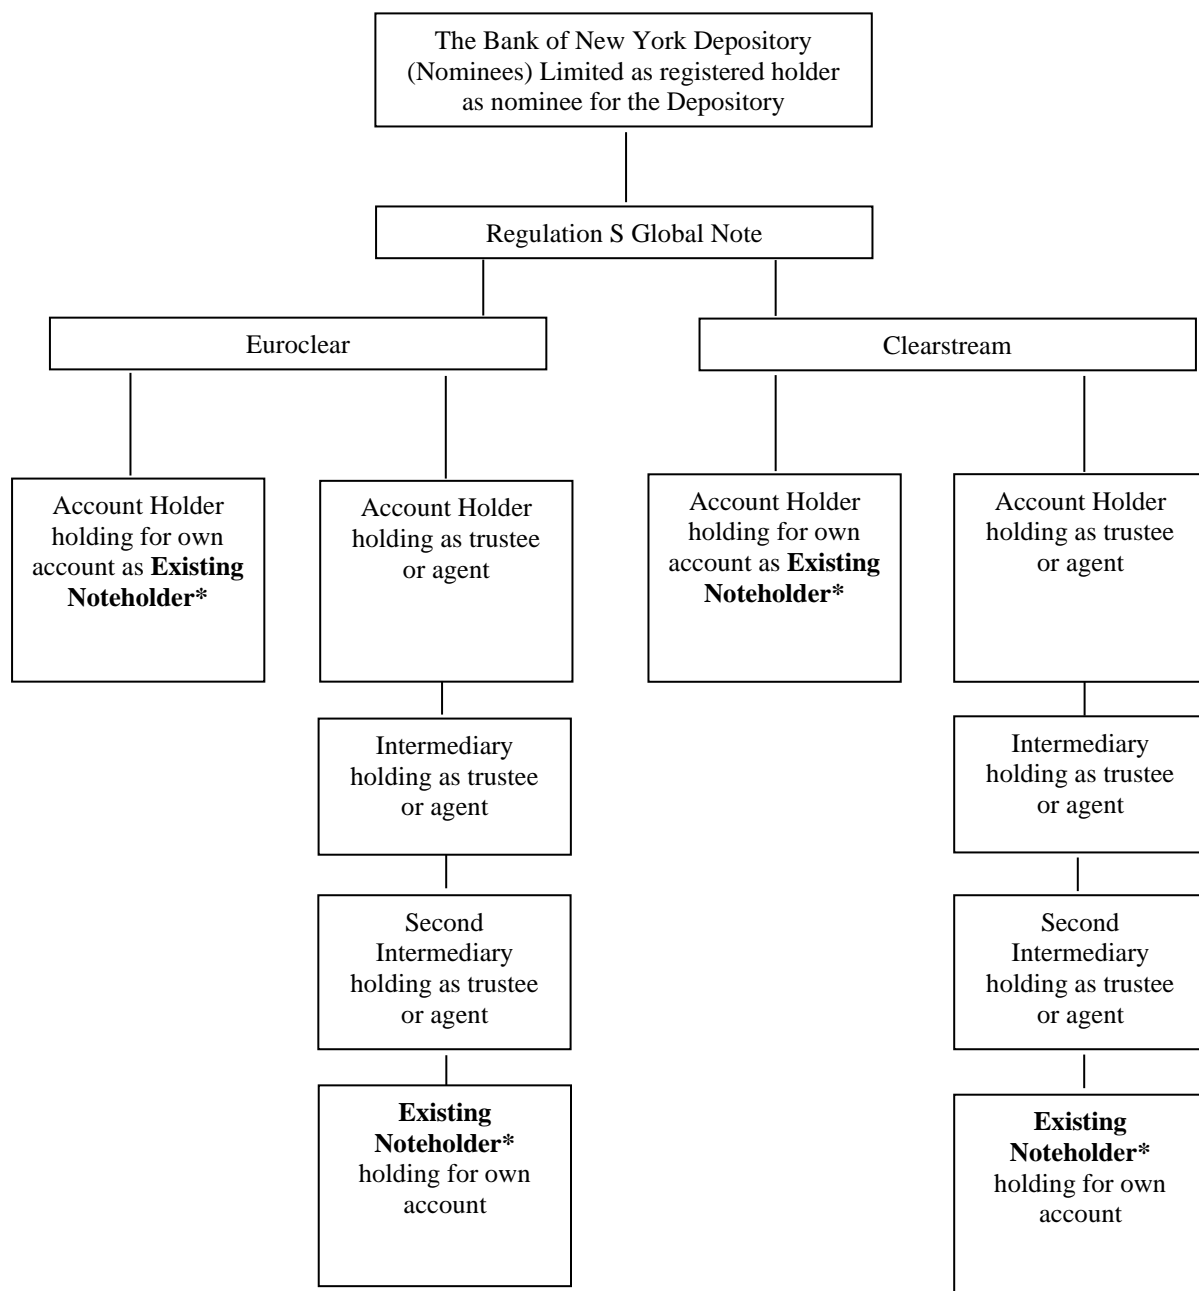 The Bank of New York Depository
(Nominees) Limited as registered holder
as nominee for the Depository
Regulation S Global Note
Euroclear
Clearstream
Account Holder
holding for own
account as Existing
Noteholder*
Account Holder
holding as trustee
or agent
Account Holder
holding for own
account as Existing
Noteholder*
Account Holder
holding as trustee
or agent
Intermediary
holding as trustee
or agent
Intermediary
holding as trustee
or agent
Second
Intermediary
holding as trustee
or agent
Second
Intermediary
holding as trustee
or agent
Existing
Noteholder*
holding for own
account
Existing
Noteholder*
holding for own
account